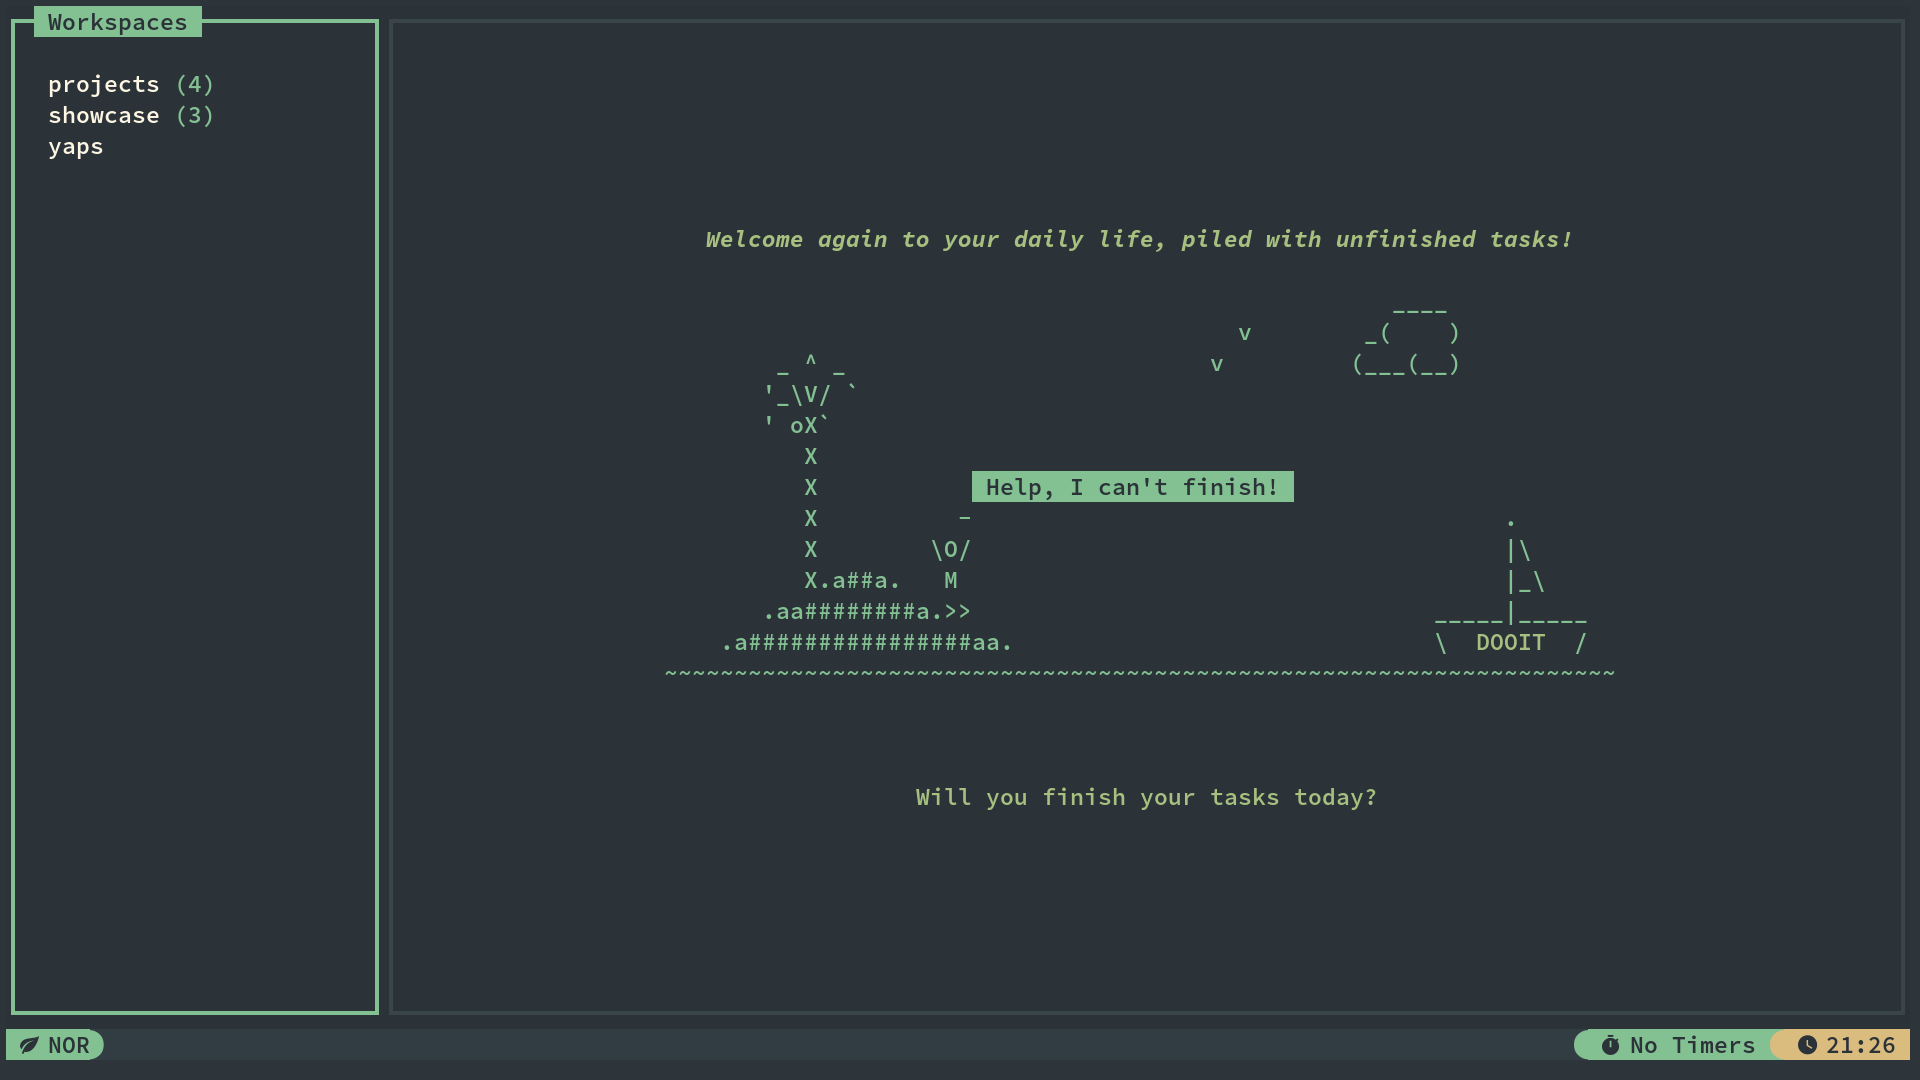 Workspaces
projects (4)
showcase (3)
yaps
Welcome again to your daily life, piled with unfinished tasks!
Help, I can't finish!
DOOIT
Will you finish your tasks today?
NOR
No Timers
21:26